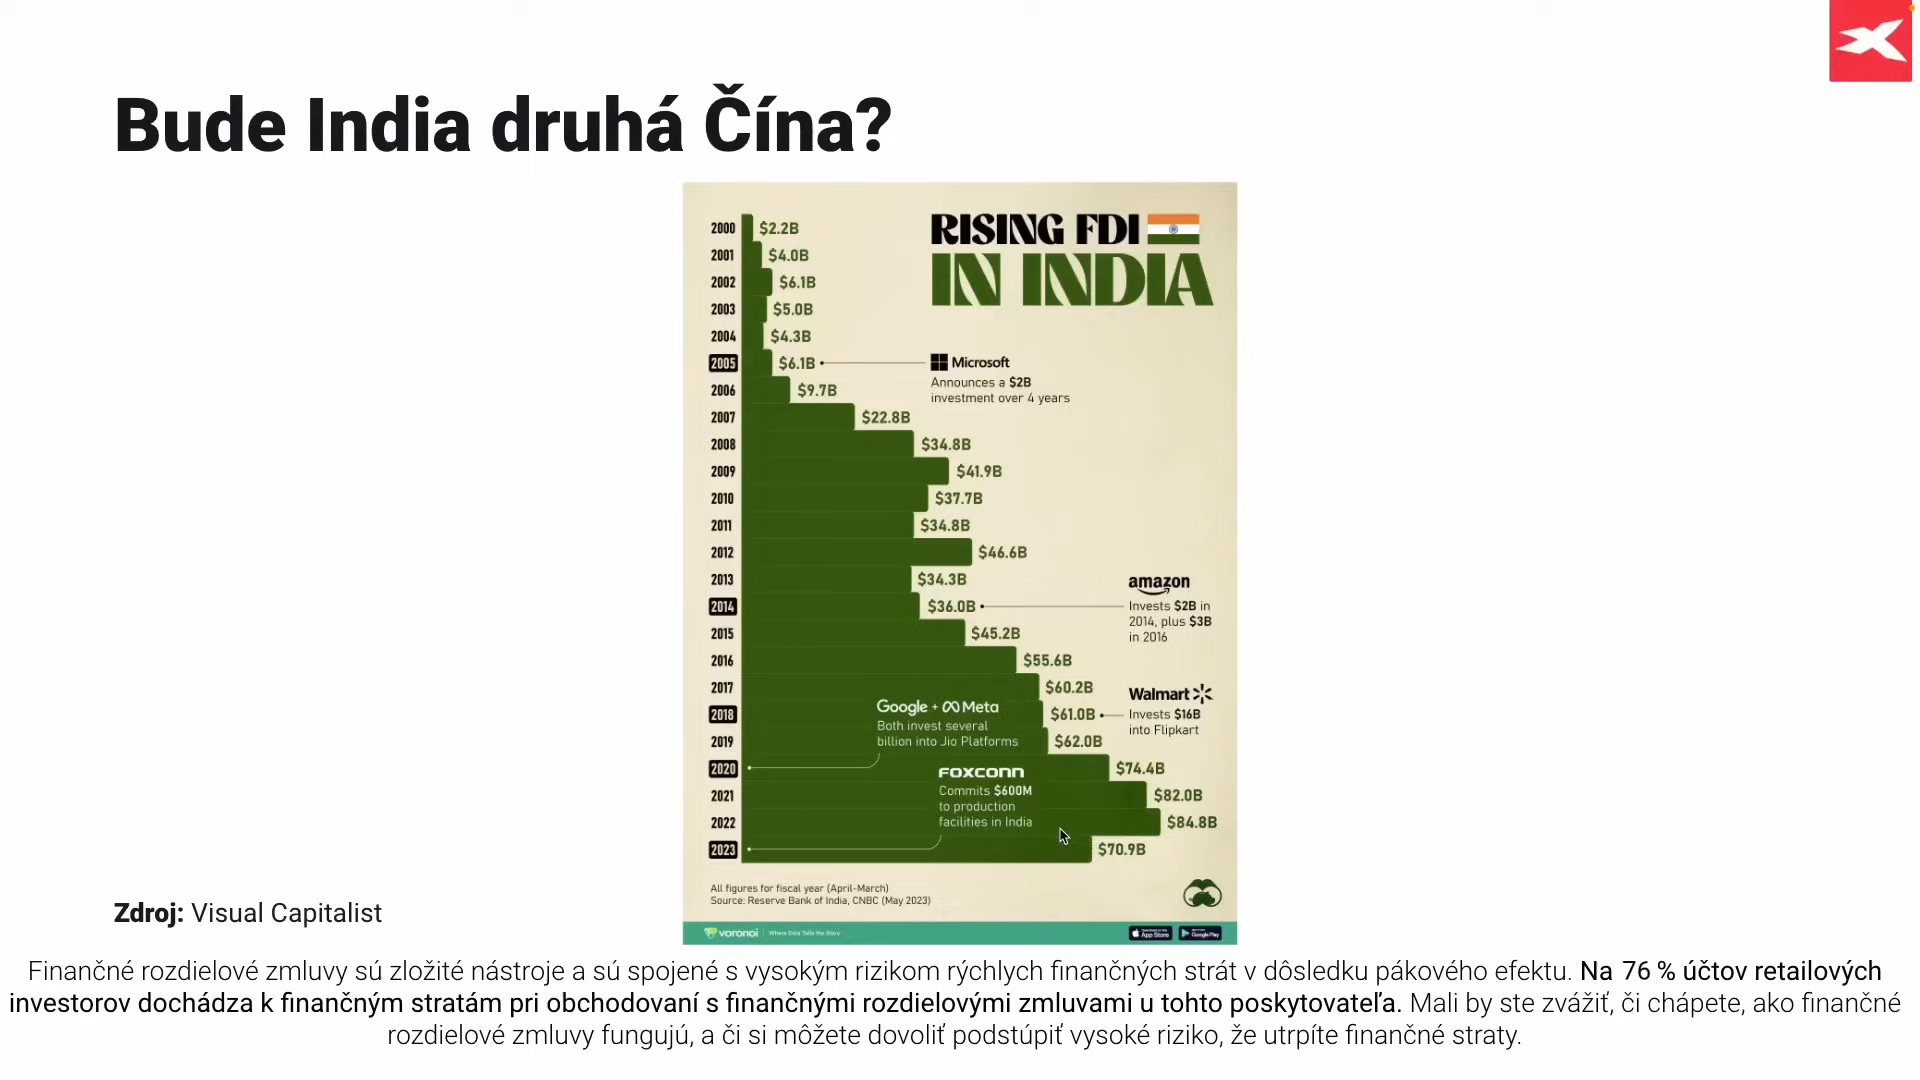 Bude India druhá Čína?
RISING FDI
IN INDIA
2000 $2.2B
2001 $4.0B
2002 $6.1B
2003 $5.0B
2004 $4.3B
2005 $6.1B
Microsoft
Announces a $2B
investment over 4 years
2006 $9.7B
2007 $22.8B
2008 $34.8B
2009 $41.9B
2010 $37.7B
2011 $34.8B
2012 $46.6B
2013 $34.3B
2014 $36.0B
amazon
Invests $2B in
2014, plus $3B
in 2016
2015 $45.2B
2016 $55.6B
2017 $60.2B
2018 $61.0B
Walmart
Invests $16B
into Flipkart
2019 $62.0B
Google + Meta
Both invest several
billion into Jio Platforms
2020 $74.4B
2021 $82.0B
2022 $84.8B
FOXCONN
Commits $600M
to production
facilities in India
2023 $70.9B
All figures for fiscal year (April-March)
Source: Reserve Bank of India, CNBC (May 2023)
voronoi Where Data Tells the Story
App Store Google Play
Zdroj: Visual Capitalist
Finančné rozdielové zmluvy sú zložité nástroje a sú spojené s vysokým rizikom rýchlych finančných strát v dôsledku pákového efektu. Na 76 % účtov retailových
investorov dochádza k finančným stratám pri obchodovaní s finančnými rozdielovými zmluvami u tohto poskytovateľa. Mali by ste zvážiť, či chápete, ako finančné
rozdielové zmluvy fungujú, a či si môžete dovoliť podstúpiť vysoké riziko, že utrpíte finančné straty.